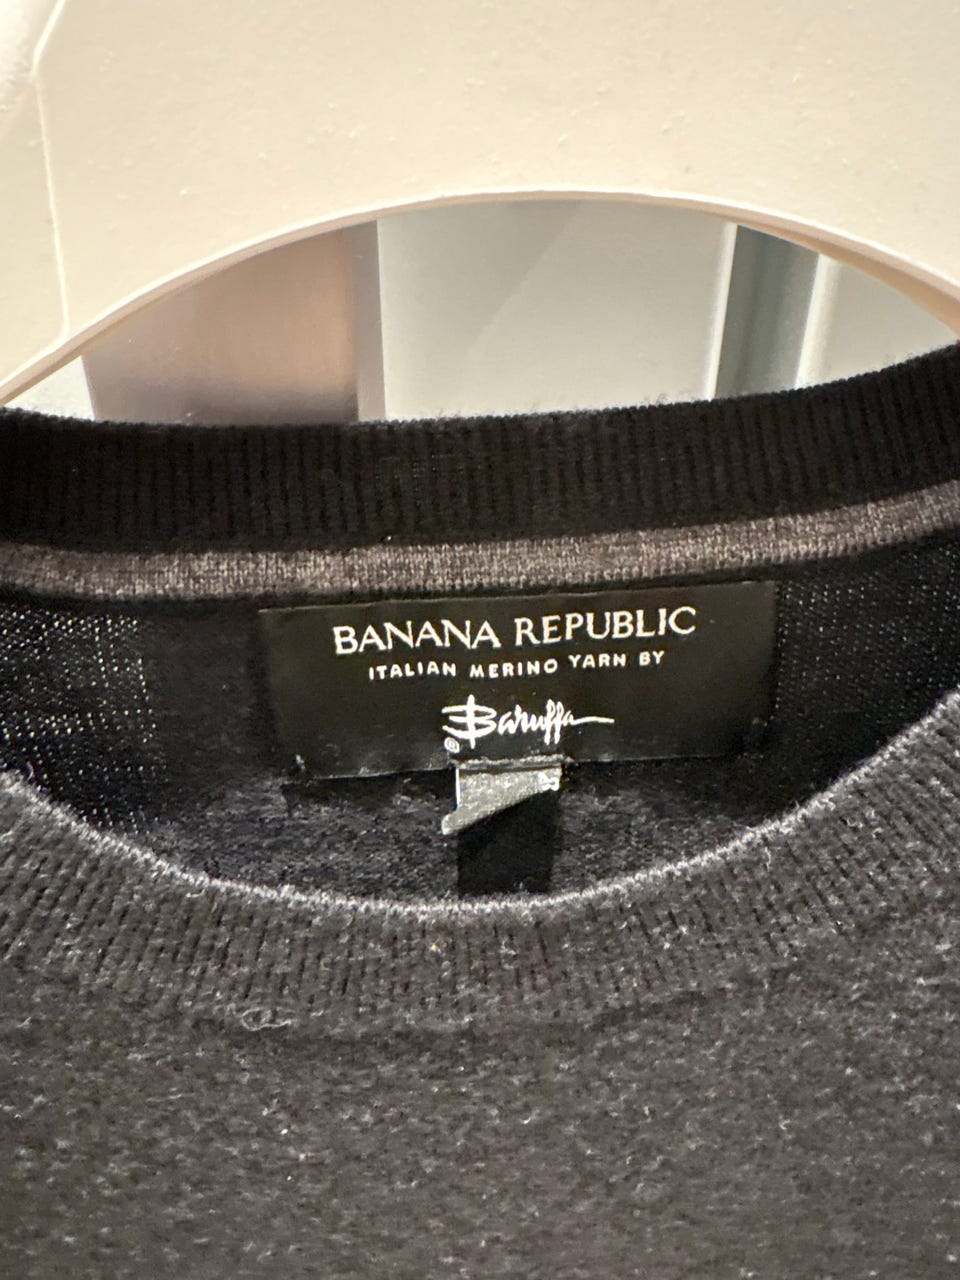 BANANA REPUBLIC
ITALIAN MERINO YARN BY
Baruffa
®